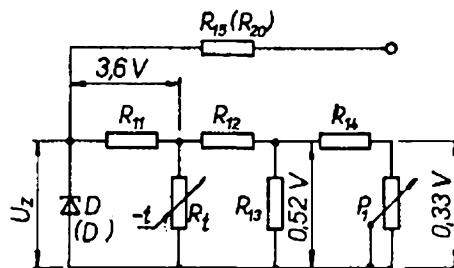 R15 (R20)
3,6 V
R11
R12
R14
Uz
D
(D)
-t
Rt
R13
0,52 V
P1
0,33 V